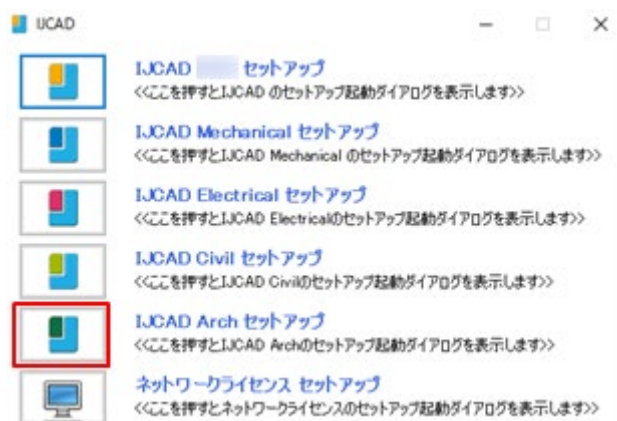 IJCAD
IJCAD セットアップ
<<ここを押すとIJCAD のセットアップ起動ダイアログを表示します>>
IJCAD Mechanical セットアップ
<<ここを押すとIJCAD Mechanical のセットアップ起動ダイアログを表示します>>
IJCAD Electrical セットアップ
<<ここを押すとIJCAD Electricalのセットアップ起動ダイアログを表示します>>
IJCAD Civil セットアップ
<<ここを押すとIJCAD Civilのセットアップ起動ダイアログを表示します>>
IJCAD Arch セットアップ
<<ここを押すとIJCAD Archのセットアップ起動ダイアログを表示します>>
ネットワークライセンス セットアップ
<<ここを押すとネットワークライセンスのセットアップ起動ダイアログを表示します>>